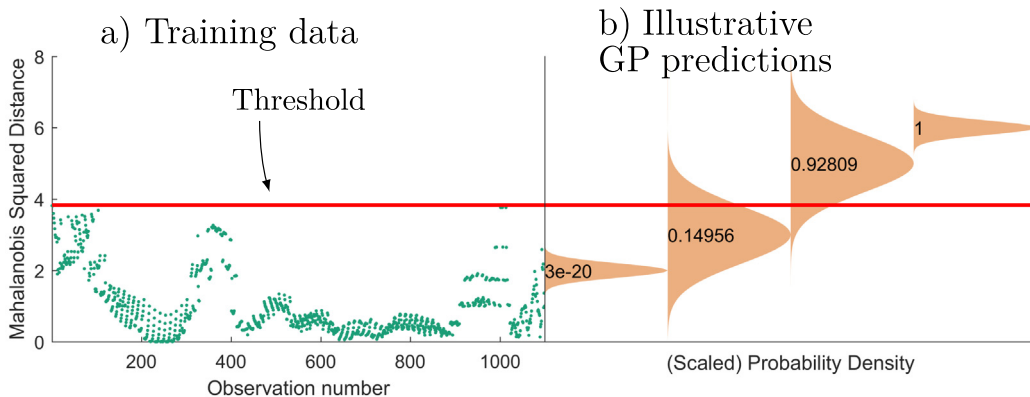 a) Training data
b) Illustrative
GP predictions
Threshold
Mahalanobis Squared Distance
8
6
4
2
0
200
400
600
800
1000
Observation number
3e-20
0.14956
0.92809
1
(Scaled) Probability Density